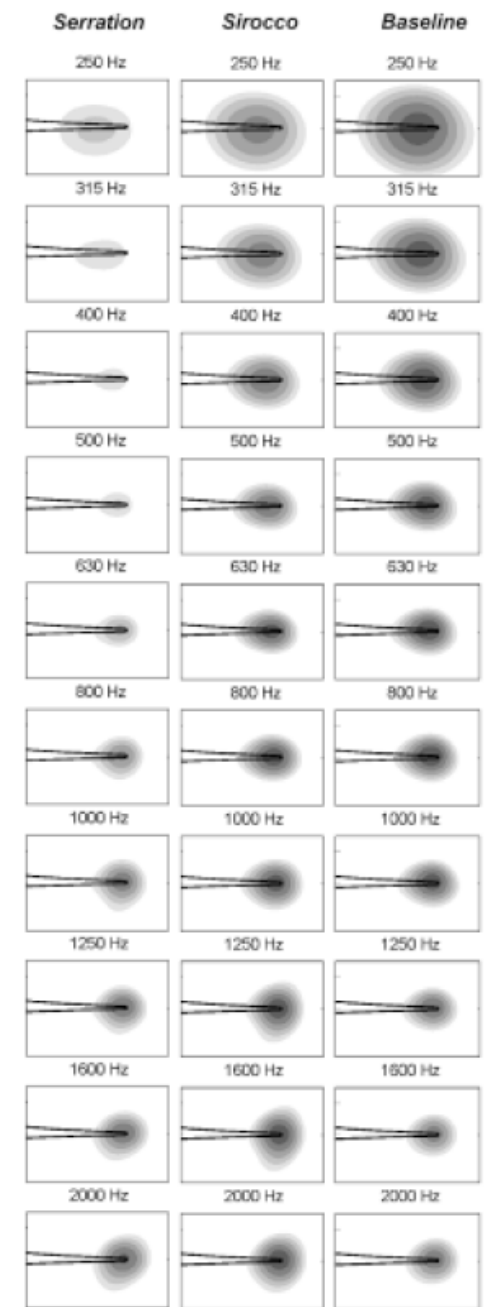 Serration Sirocco Baseline
250 Hz 250 Hz 250 Hz
315 Hz 315 Hz 315 Hz
400 Hz 400 Hz 400 Hz
500 Hz 500 Hz 500 Hz
630 Hz 630 Hz 630 Hz
800 Hz 800 Hz 800 Hz
1000 Hz 1000 Hz 1000 Hz
1250 Hz 1250 Hz 1250 Hz
1600 Hz 1600 Hz 1600 Hz
2000 Hz 2000 Hz 2000 Hz